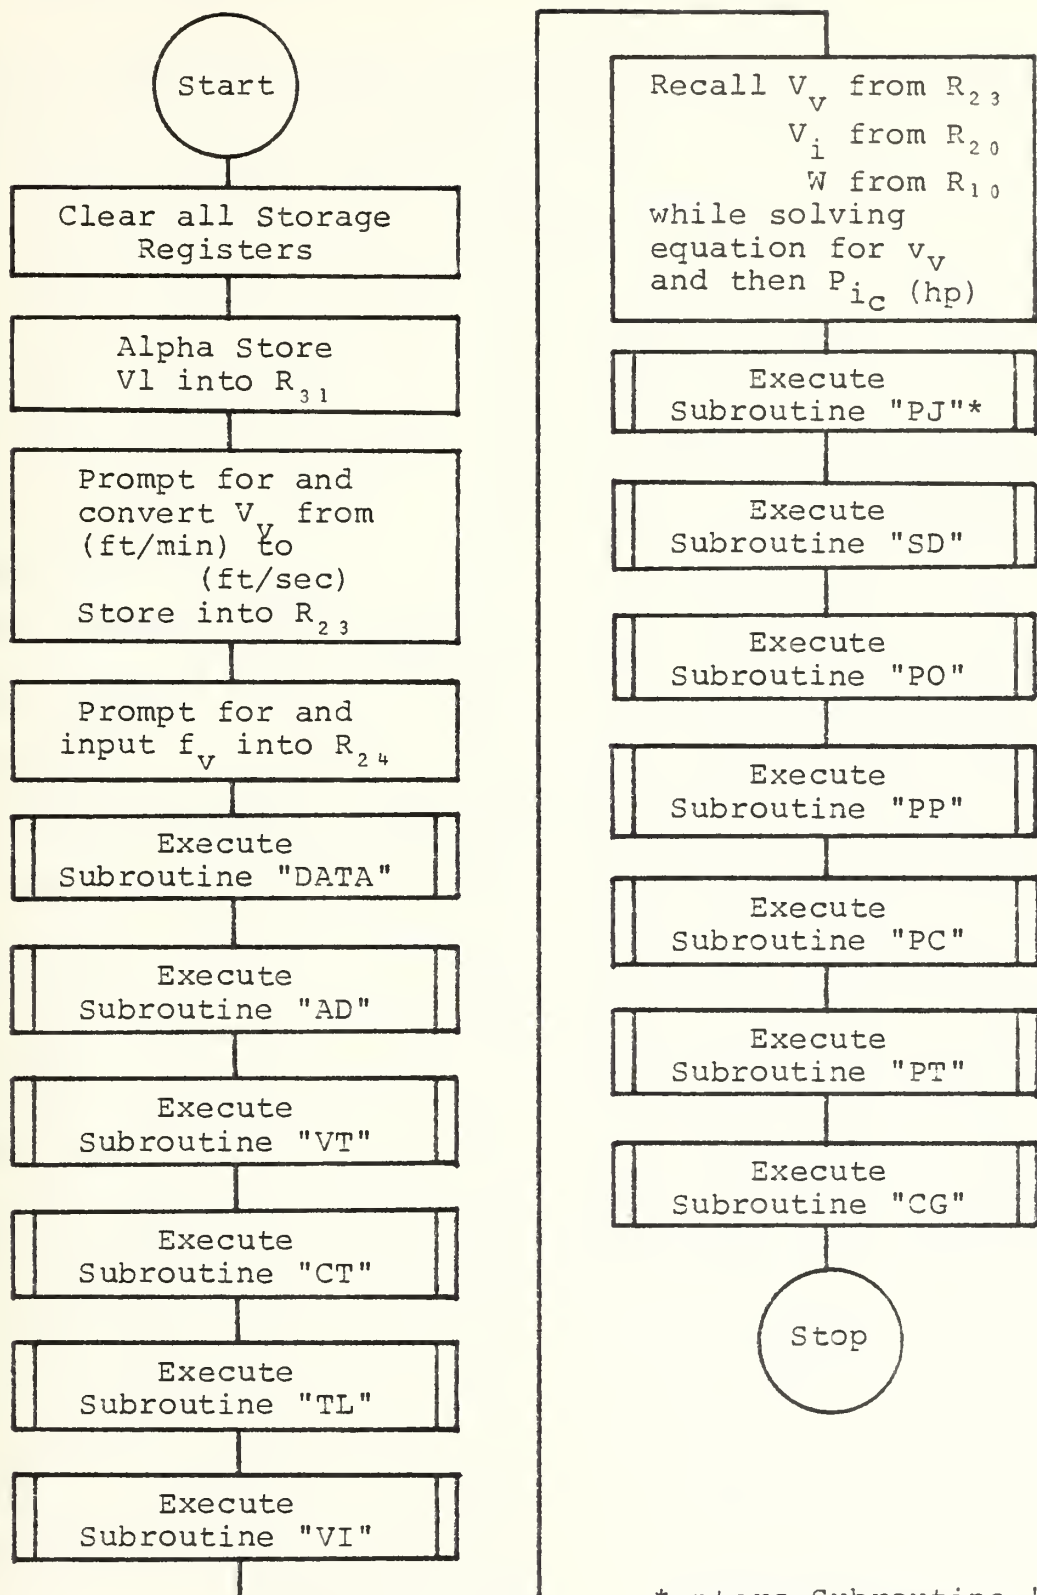 Start
Clear all Storage
Registers
Alpha Store
V1 into R31
Prompt for and
convert Vv from
(ft/min) to
(ft/sec)
Store into R23
Prompt for and
input fv into R24
Execute
Subroutine "DATA"
Execute
Subroutine "AD"
Execute
Subroutine "VT"
Execute
Subroutine "CT"
Execute
Subroutine "TL"
Execute
Subroutine "VI"
Recall Vv from R23
Vi from R20
W from R10
while solving
equation for vv
and then Pic (hp)
Execute
Subroutine "PJ"*
Execute
Subroutine "SD"
Execute
Subroutine "PO"
Execute
Subroutine "PP"
Execute
Subroutine "PC"
Execute
Subroutine "PT"
Execute
Subroutine "CG"
Stop
Subroutine